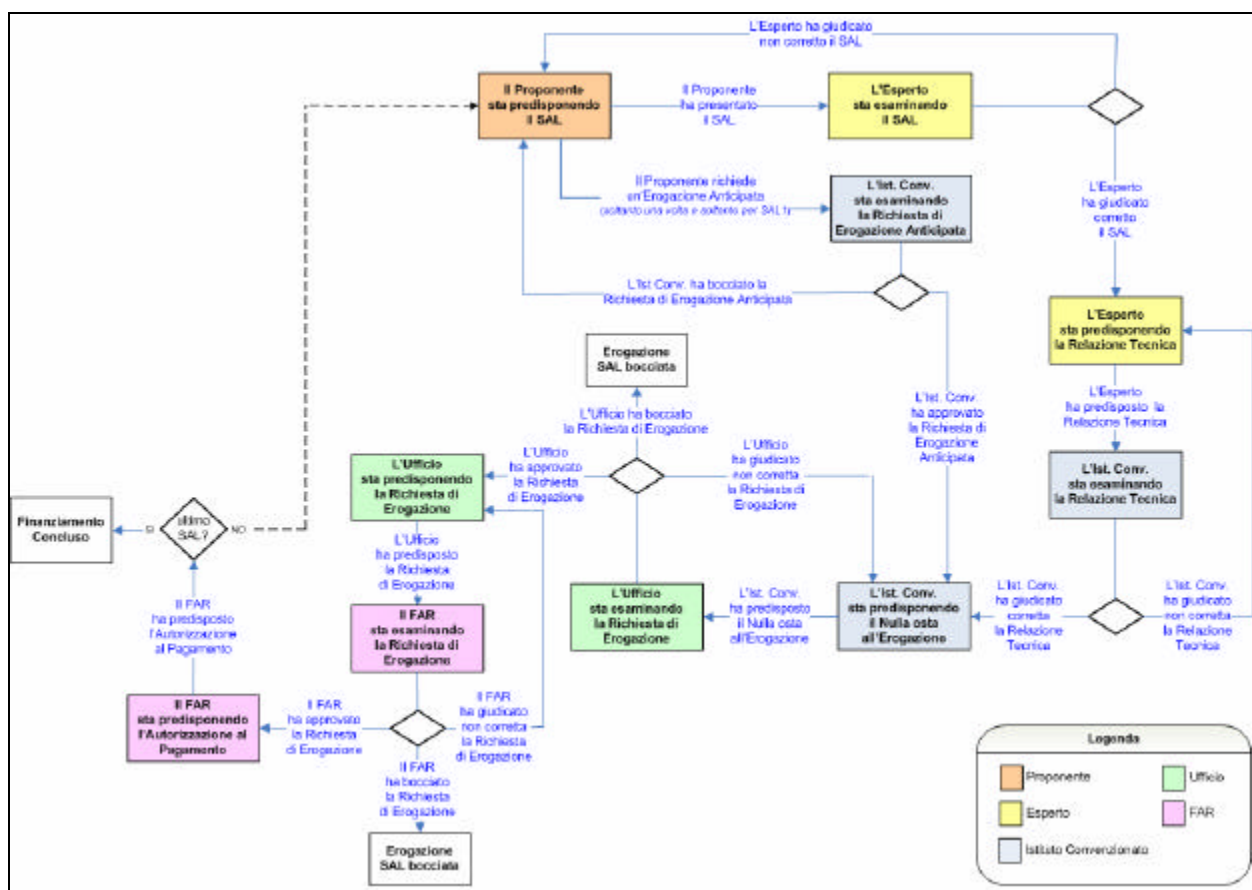 L'Esperto ha giudicato
non corretto il SAL
Il Proponente
sta predisponendo
il SAL
Il Proponente
ha presentato
il SAL
L'Esperto
sta esaminando
il SAL
Il Proponente richiede
un'Erogazione Anticipata
(soltanto una volta e soltanto per SAL 1)
L'Ist. Conv.
sta esaminando
la Richiesta di
Erogazione Anticipata
L'Esperto
ha giudicato
corretto
il SAL
L'Ist Conv. ha bocciato la
Richiesta di Erogazione Anticipata
L'Esperto
sta predisponendo
la Relazione Tecnica
Erogazione
SAL bocciata
L'Ufficio ha bocciato
la Richiesta di Erogazione
L'Ist. Conv.
ha approvato
la Richiesta di
Erogazione
Anticipata
L'Esperto
ha predisposto la
Relazione Tecnica
L'Ufficio
sta predisponendo
la Richiesta di
Erogazione
L'Ufficio
ha approvato
la Richiesta
di Erogazione
L'Ufficio
ha giudicato
non corretta
la Richiesta di
Erogazione
L'Ist. Conv.
sta esaminando
la Relazione Tecnica
Finanziamento
Concluso
SI
ultimo
SAL?
NO
L'Ufficio
ha predisposto
la Richiesta
di Erogazione
Il FAR
ha predisposto
l'Autorizzazione
al Pagamento
Il FAR
sta esaminando
la Richiesta di
Erogazione
L'Ufficio
sta esaminando
la Richiesta di
Erogazione
L'Ist. Conv.
ha predisposto
il Nulla osta
all'Erogazione
L'Ist. Conv.
sta predisponendo
il Nulla osta
all'Erogazione
L'Ist. Conv.
ha giudicato
corretta
la Relazione
Tecnica
L'Ist. Conv.
ha giudicato
non corretta
la Relazione
Tecnica
Il FAR
sta predisponendo
l'Autorizzazione al
Pagamento
Il FAR
ha approvato
la Richiesta
di Erogazione
Il FAR
ha giudicato
non corretta
la Richiesta
di Erogazione
Il FAR
ha bocciato
la Richiesta
di Erogazione
Erogazione
SAL bocciata
Legenda
Proponente
Ufficio
Esperto
FAR
Istituto Convenzionato